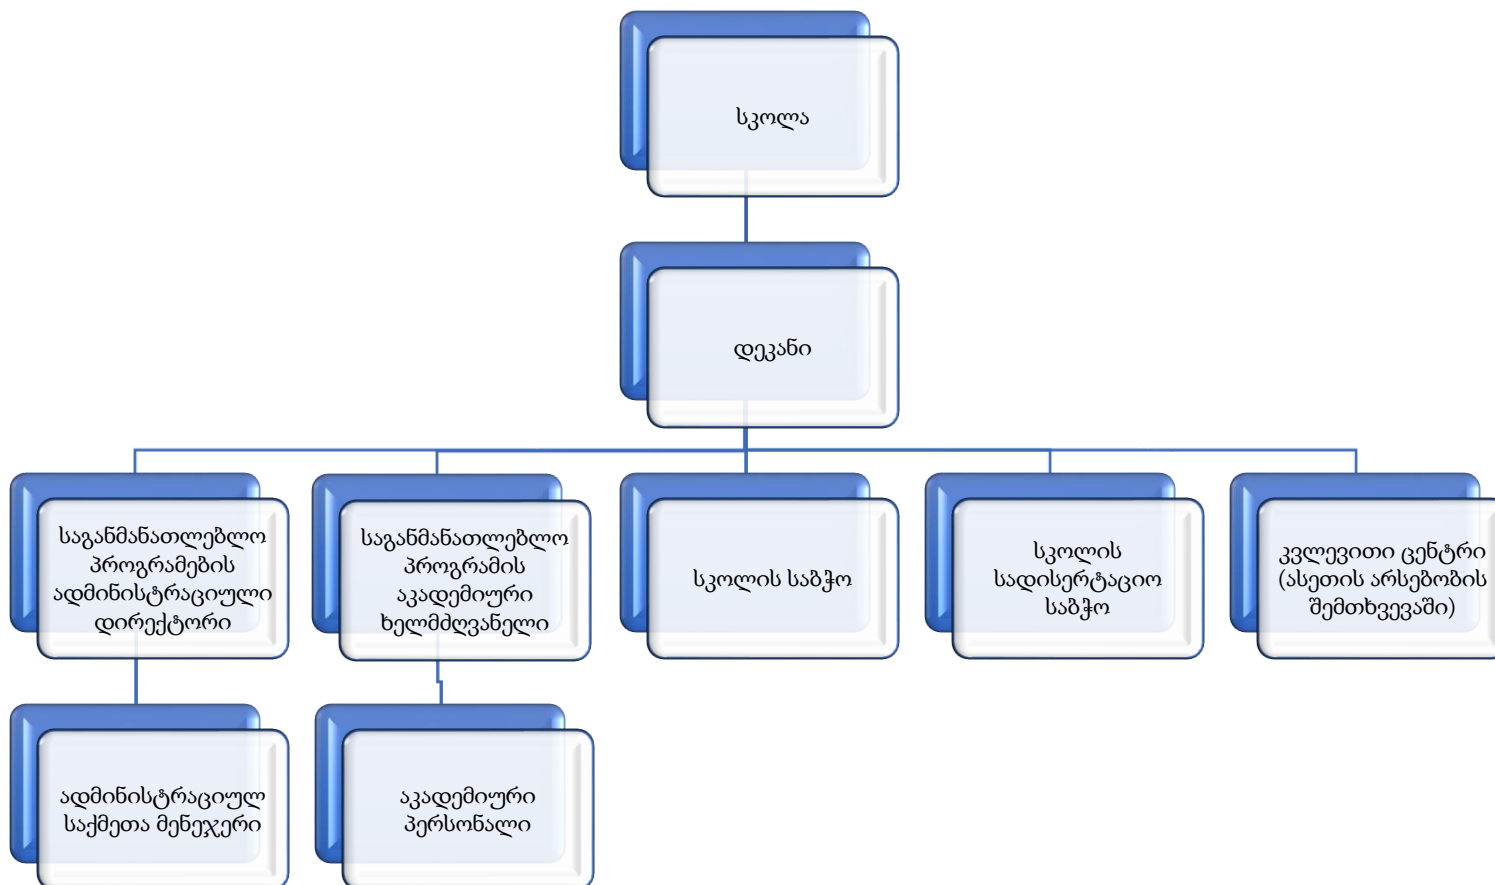 სკოლა
დეკანი
საგანმანათლებლო
პროგრამების
ადმინისტრაციული
დირექტორი
საგანმანათლებლო
პროგრამის
აკადემიური
ხელმძღვანელი
სკოლის საბჭო
სკოლის
სადისერტაციო
საბჭო
კვლევითი ცენტრი
(ასეთის არსებობის
შემთხვევაში)
ადმინისტრაციულ
საქმეთა მენეჯერი
აკადემიური
პერსონალი